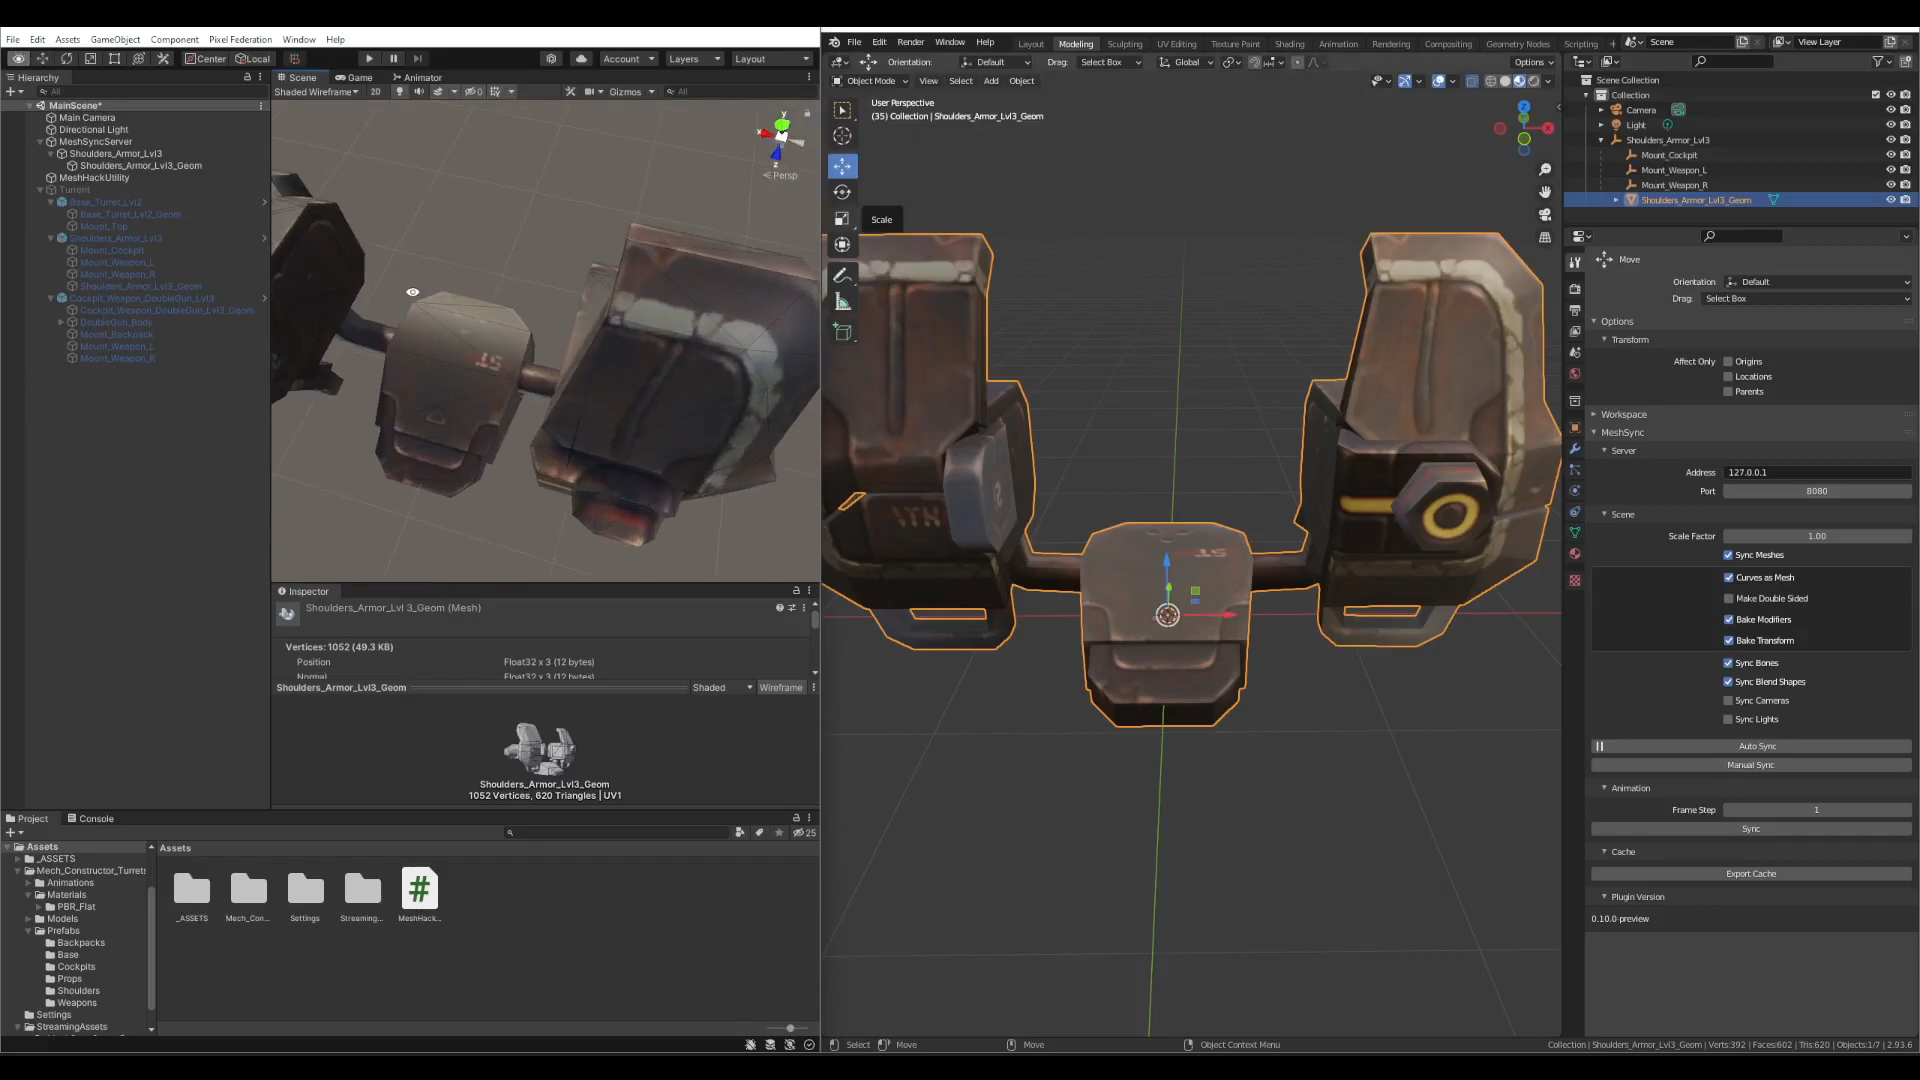 File Edit Assets GameObject Component Pixel Federation Window Help
Center Local Account Layers Layout
Hierarchy
All
MainScene*
Main Camera
Directional Light
MeshSyncServer
Shoulders_Armor_Lvl3
Shoulders_Armor_Lvl3_Geom
MeshHackUtility
Turrent
Base_Turret_Lvl2
Base_Turret_Lvl2_Geom
Mount_Top
Shoulders_Armor_Lvl3
Mount_Cockpit
Mount_Weapon_L
Mount_Weapon_R
Shoulders_Armor_Lvl3_Geom
Cockpit_Weapon_DoubleGun_Lvl3
Cockpit_Weapon_DoubleGun_Lvl3_Geom
DoubleGun_Body
Mount_Backpack
Mount_Weapon_L
Mount_Weapon_R
Scene Game Animator
Shaded Wireframe 2D 0 Gizmos All
y
x
z
Persp
Inspector
Shoulders_Armor_Lvl 3_Geom (Mesh)
Vertices: 1052 (49.3 KB)
Position Float32 x 3 (12 bytes)
Normal Float32 x 3 (12 bytes)
Shoulders_Armor_Lvl3_Geom Shaded Wireframe
Shoulders_Armor_Lvl3_Geom
1052 Vertices, 620 Triangles | UV1
Project Console
25
Assets
_ASSETS
Mech_Constructor_Turrets
Animations
Materials
PBR_Flat
Models
Prefabs
Backpacks
Base
Cockpits
Props
Shoulders
Weapons
Settings
StreamingAssets
Assets
_ASSETS Mech_Con... Settings Streaming... MeshHack...
File Edit Render Window Help Layout Modeling Sculpting UV Editing Texture Paint Shading Animation Rendering Compositing Geometry Nodes Scripting + Scene View Layer
Orientation: Default Drag: Select Box Global Options
Object Mode View Select Add Object
User Perspective
(35) Collection | Shoulders_Armor_Lvl3_Geom
Scale
Z
X
Scene Collection
Collection
Camera
Light
Shoulders_Armor_Lvl3
Mount_Cockpit
Mount_Weapon_L
Mount_Weapon_R
Shoulders_Armor_Lvl3_Geom
Move
Orientation Default
Drag: Select Box
Options
Transform
Affect Only Origins
Locations
Parents
Workspace
MeshSync
Server
Address 127.0.0.1
Port 8080
Scene
Scale Factor 1.00
Sync Meshes
Curves as Mesh
Make Double Sided
Bake Modifiers
Bake Transform
Sync Bones
Sync Blend Shapes
Sync Cameras
Sync Lights
Auto Sync
Manual Sync
Animation
Frame Step 1
Sync
Cache
Export Cache
Plugin Version
0.10.0-preview
Select Move Move Object Context Menu
Collection | Shoulders_Armor_Lvl3_Geom | Verts:392 | Faces:602 | Tris:620 | Objects:1/7 | 2.93.6